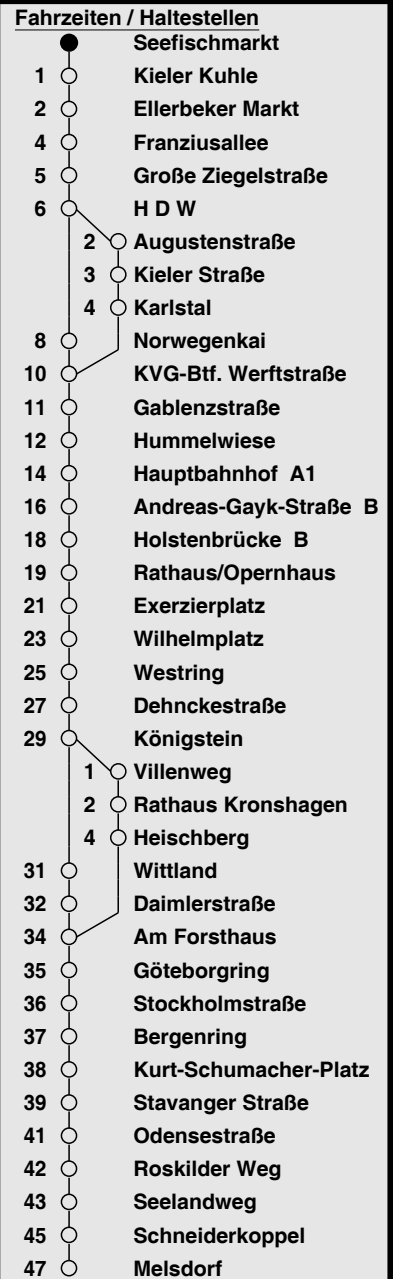 Fahrzeiten / Haltestellen
Seefischmarkt
1 Kieler Kuhle
2 Ellerbeker Markt
4 Franziusallee
5 Große Ziegelstraße
6 H D W
2 Augustenstraße
3 Kieler Straße
4 Karlstal
8 Norwegenkai
10 KVG-Btf. Werftstraße
11 Gablenzstraße
12 Hummelwiese
14 Hauptbahnhof A1
16 Andreas-Gayk-Straße B
18 Holstenbrücke B
19 Rathaus/Opernhaus
21 Exerzierplatz
23 Wilhelmplatz
25 Westring
27 Dehnckestraße
29 Königstein
1 Villenweg
2 Rathaus Kronshagen
4 Heischberg
31 Wittland
32 Daimlerstraße
34 Am Forsthaus
35 Göteborgring
36 Stockholmstraße
37 Bergenring
38 Kurt-Schumacher-Platz
39 Stavanger Straße
41 Odensestraße
42 Roskilder Weg
43 Seelandweg
45 Schneiderkoppel
47 Melsdorf